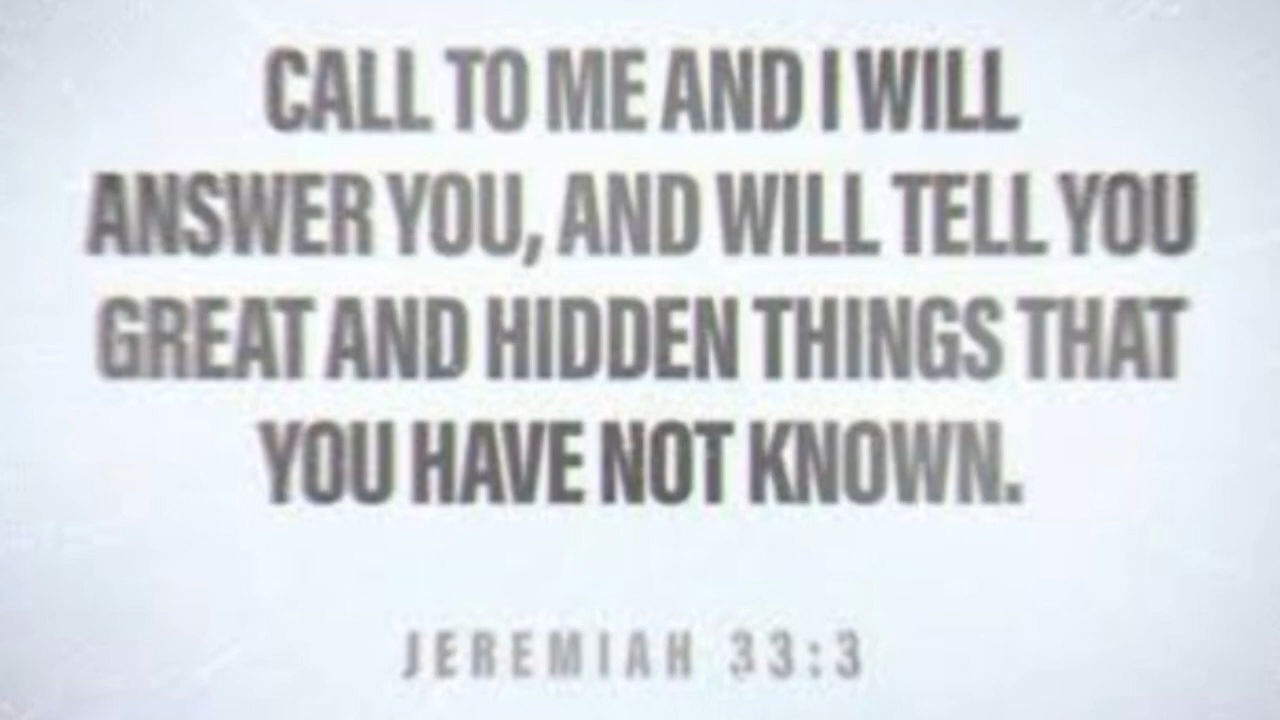 CALL TO ME AND I WILL
ANSWER YOU, AND WILL TELL YOU
GREAT AND HIDDEN THINGS THAT
YOU HAVE NOT KNOWN.
JEREMIAH 33:3